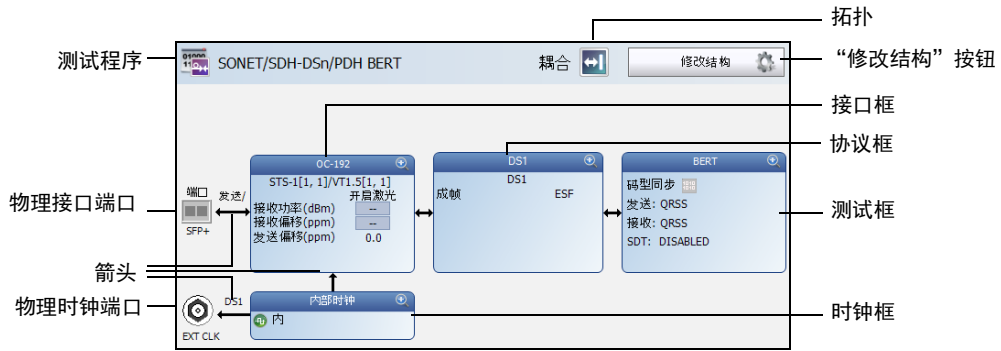 拓扑
测试程序
SONET/SDH-DSn/PDH BERT
耦合
修改结构
“修改结构”按钮
接口框
协议框
OC-192
STS-1[1, 1]/VT1.5[1, 1]
开启激光
接收功率(dBm) --
接收偏移(ppm) --
发送偏移(ppm) 0.0
DS1
DS1
成帧 ESF
BERT
码型同步
发送: QRSS
接收: QRSS
SDT: DISABLED
物理接口端口
端口
发送/
SFP+
测试框
箭头
物理时钟端口
DS1
EXT CLK
内部时钟
内
时钟框